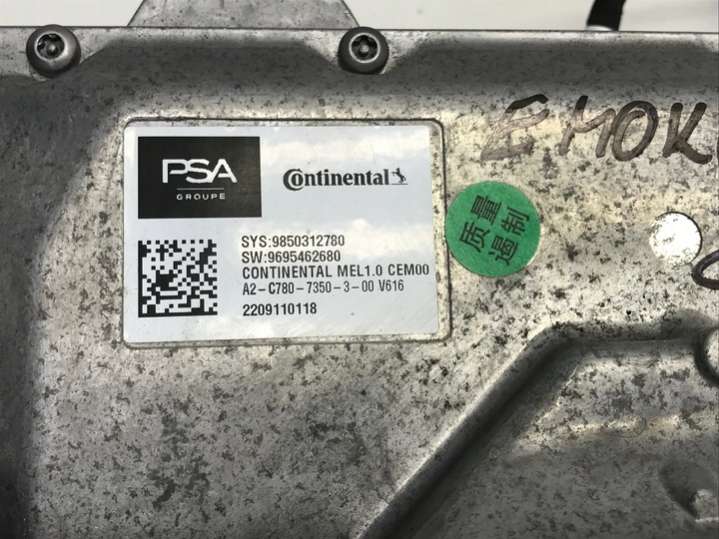 EMOK
PSA
GROUPE
Continental
SYS:9850312780
SW:9695462680
CONTINENTAL MEL1.0 CEM00
A2-C780-7350-3-00 V616
2209110118
质量
遏制